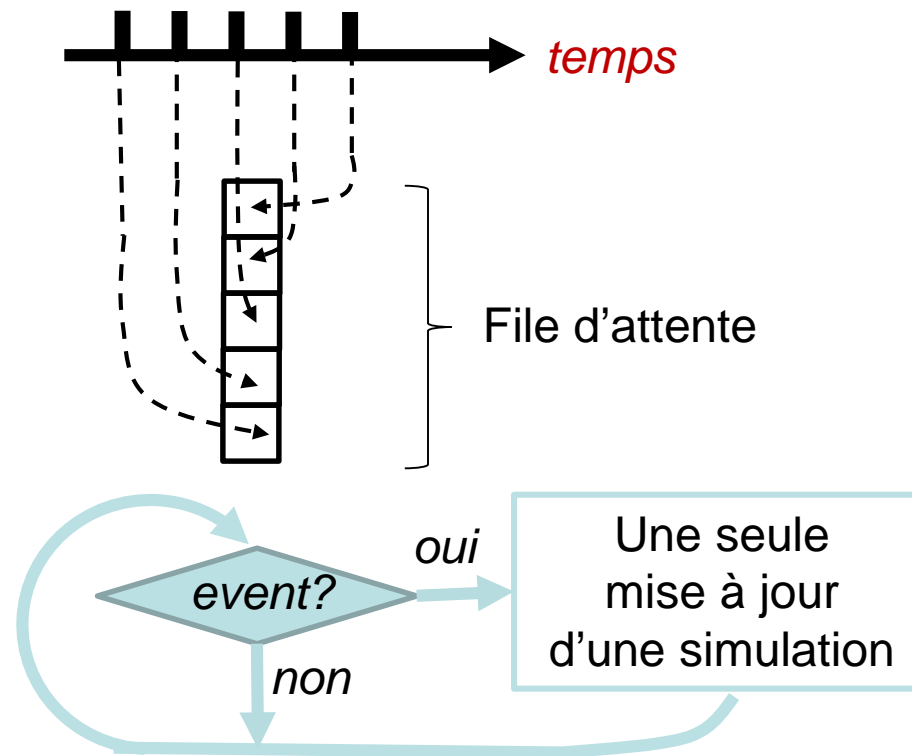 temps
File d’attente
event?
oui
non
Une seule
mise à jour
d’une simulation